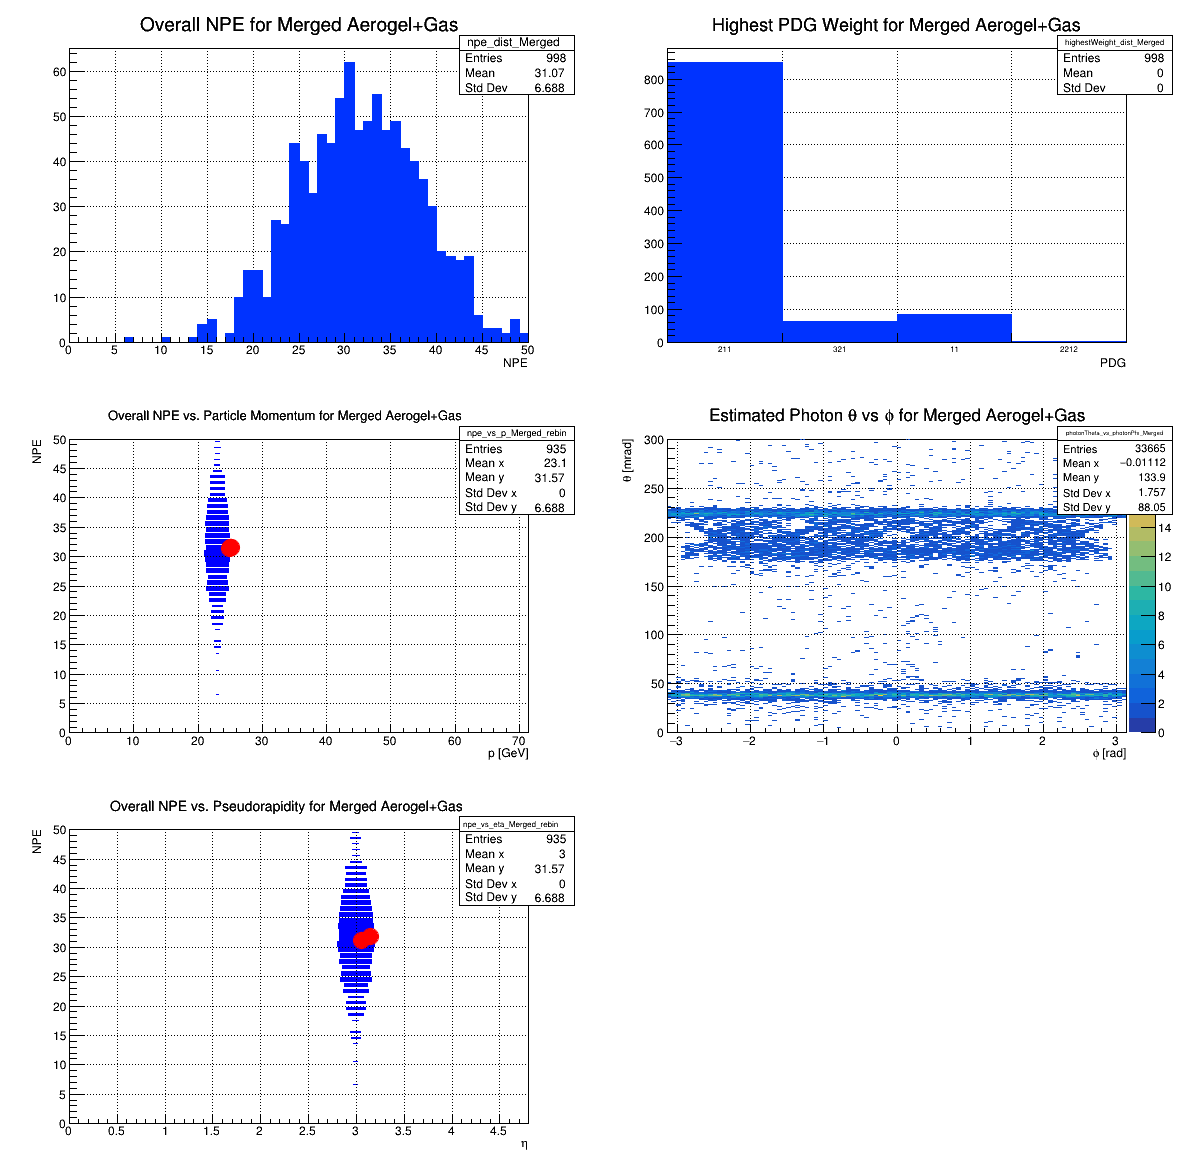 Overall NPE for Merged Aerogel+Gas
npe_dist_Merged
Entries 998
Mean 31.07
Std Dev 6.688
60
50
40
30
20
10
0
0 5 10 15 20 25 30 35 40 45 50
NPE
Highest PDG Weight for Merged Aerogel+Gas
highestWeight_dist_Merged
Entries 998
Mean 0
Std Dev 0
800
700
600
500
400
300
200
100
0
211 321 11 2212
PDG
Overall NPE vs. Particle Momentum for Merged Aerogel+Gas
npe_vs_p_Merged_rebin
Entries 935
Mean x 23.1
Mean y 31.57
Std Dev x 0
Std Dev y 6.688
NPE
50
45
40
35
30
25
20
15
10
5
0
0 10 20 30 40 50 60 70
p [GeV]
Estimated Photon θ vs ϕ for Merged Aerogel+Gas
photonTheta_vs_photonPhi_Merged
Entries 33665
Mean x −0.01112
Mean y 133.9
Std Dev x 1.757
Std Dev y 88.05
θ [mrad]
300
250
200
150
100
50
0
−3 −2 −1 0 1 2 3
ϕ [rad]
14
12
10
8
6
4
2
0
Overall NPE vs. Pseudorapidity for Merged Aerogel+Gas
npe_vs_eta_Merged_rebin
Entries 935
Mean x 3
Mean y 31.57
Std Dev x 0
Std Dev y 6.688
NPE
50
45
40
35
30
25
20
15
10
5
0
0 0.5 1 1.5 2 2.5 3 3.5 4 4.5
η